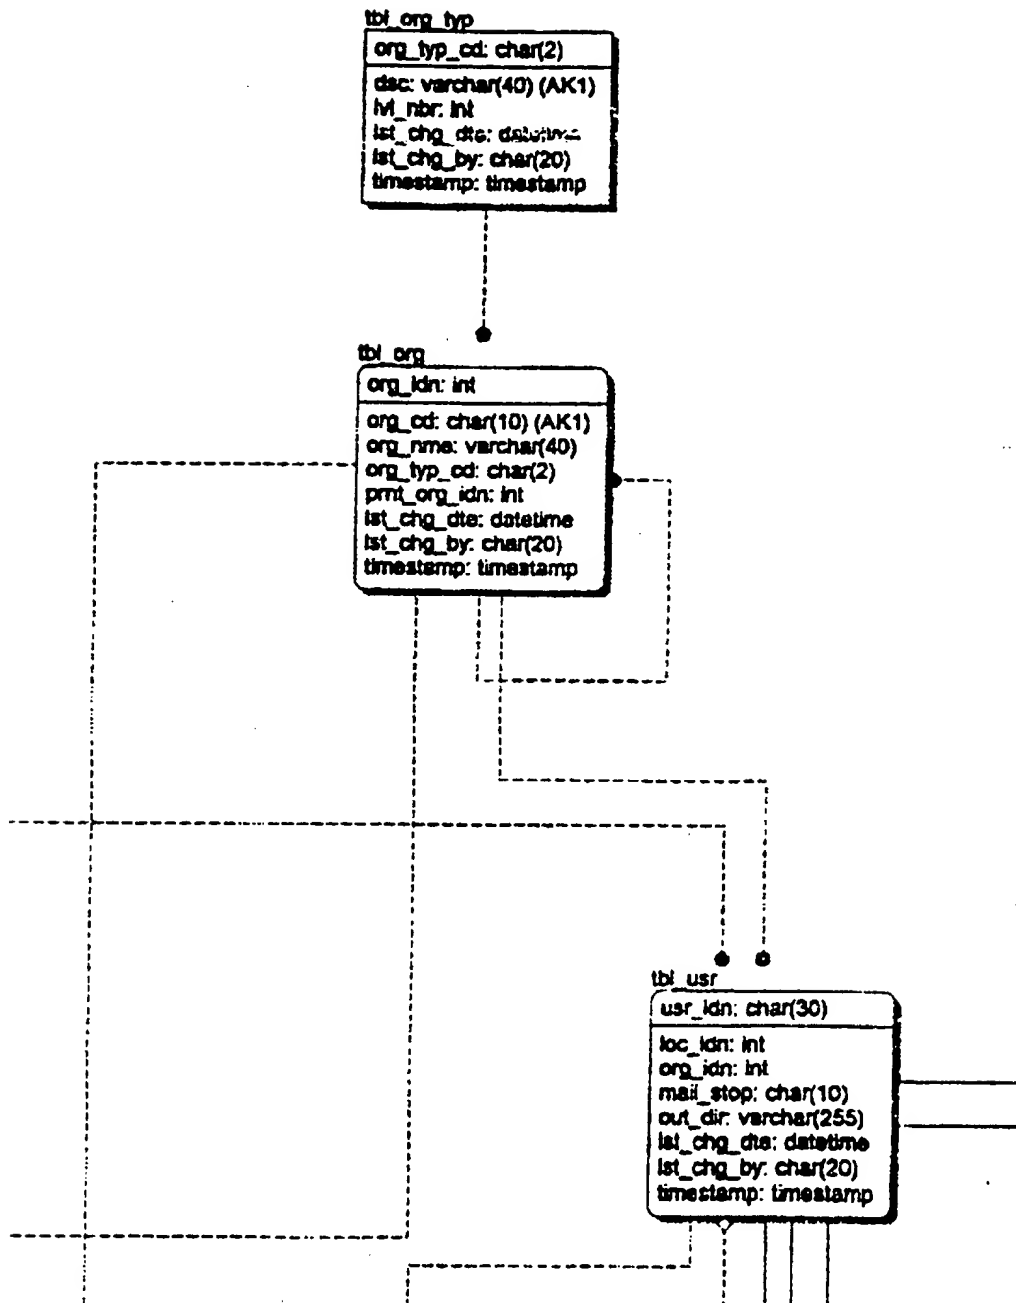 tbl_org_typ
org_typ_cd: char(2)
dsc: varchar(40) (AK1)
lvl_nbr: int
lst_chg_dte: datetime
lst_chg_by: char(20)
timestamp: timestamp
tbl_org
org_idn: int
org_cd: char(10) (AK1)
org_nme: varchar(40)
org_typ_cd: char(2)
prnt_org_idn: int
lst_chg_dte: datetime
lst_chg_by: char(20)
timestamp: timestamp
tbl_usr
usr_idn: char(30)
loc_idn: int
org_idn: int
mail_stop: char(10)
out_dir: varchar(255)
lst_chg_dte: datetime
lst_chg_by: char(20)
timestamp: timestamp